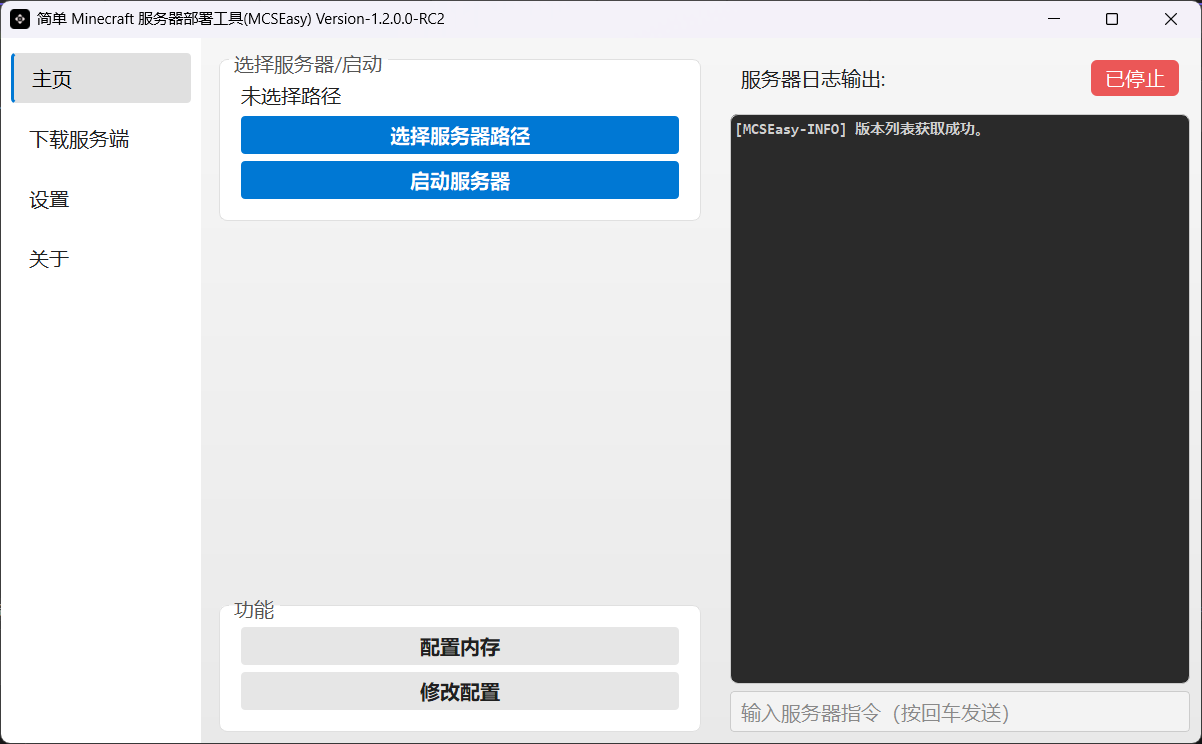 简单 Minecraft 服务器部署工具(MCSEasy) Version-1.2.0.0-RC2
主页
下载服务端
设置
关于
选择服务器/启动
未选择路径
选择服务器路径
启动服务器
功能
配置内存
修改配置
服务器日志输出:
已停止
[MCSEasy-INFO] 版本列表获取成功。
输入服务器指令（按回车发送）